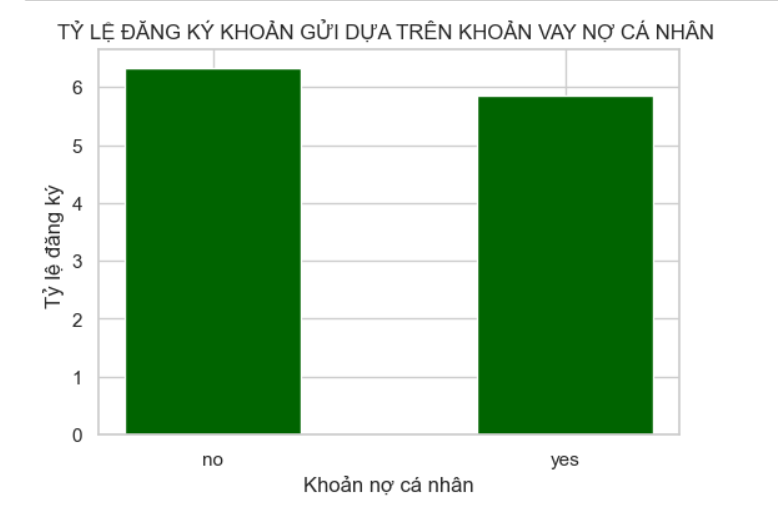 TỶ LỆ ĐĂNG KÝ KHOẢN GỬI DỰA TRÊN KHOẢN VAY NỢ CÁ NHÂN
Tỷ lệ đăng ký
6
5
4
3
2
1
0
no
yes
Khoản nợ cá nhân